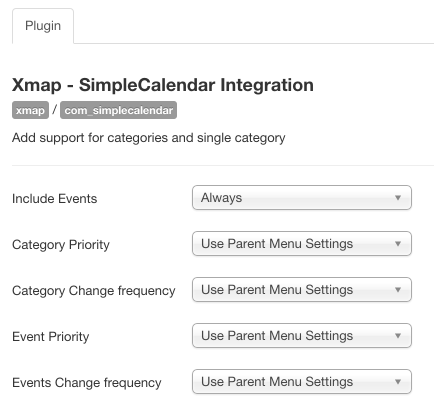 Plugin
Xmap - SimpleCalendar Integration
xmap / com_simplecalendar
Add support for categories and single category
Include Events Always
Category Priority Use Parent Menu Settings
Category Change frequency Use Parent Menu Settings
Event Priority Use Parent Menu Settings
Events Change frequency Use Parent Menu Settings